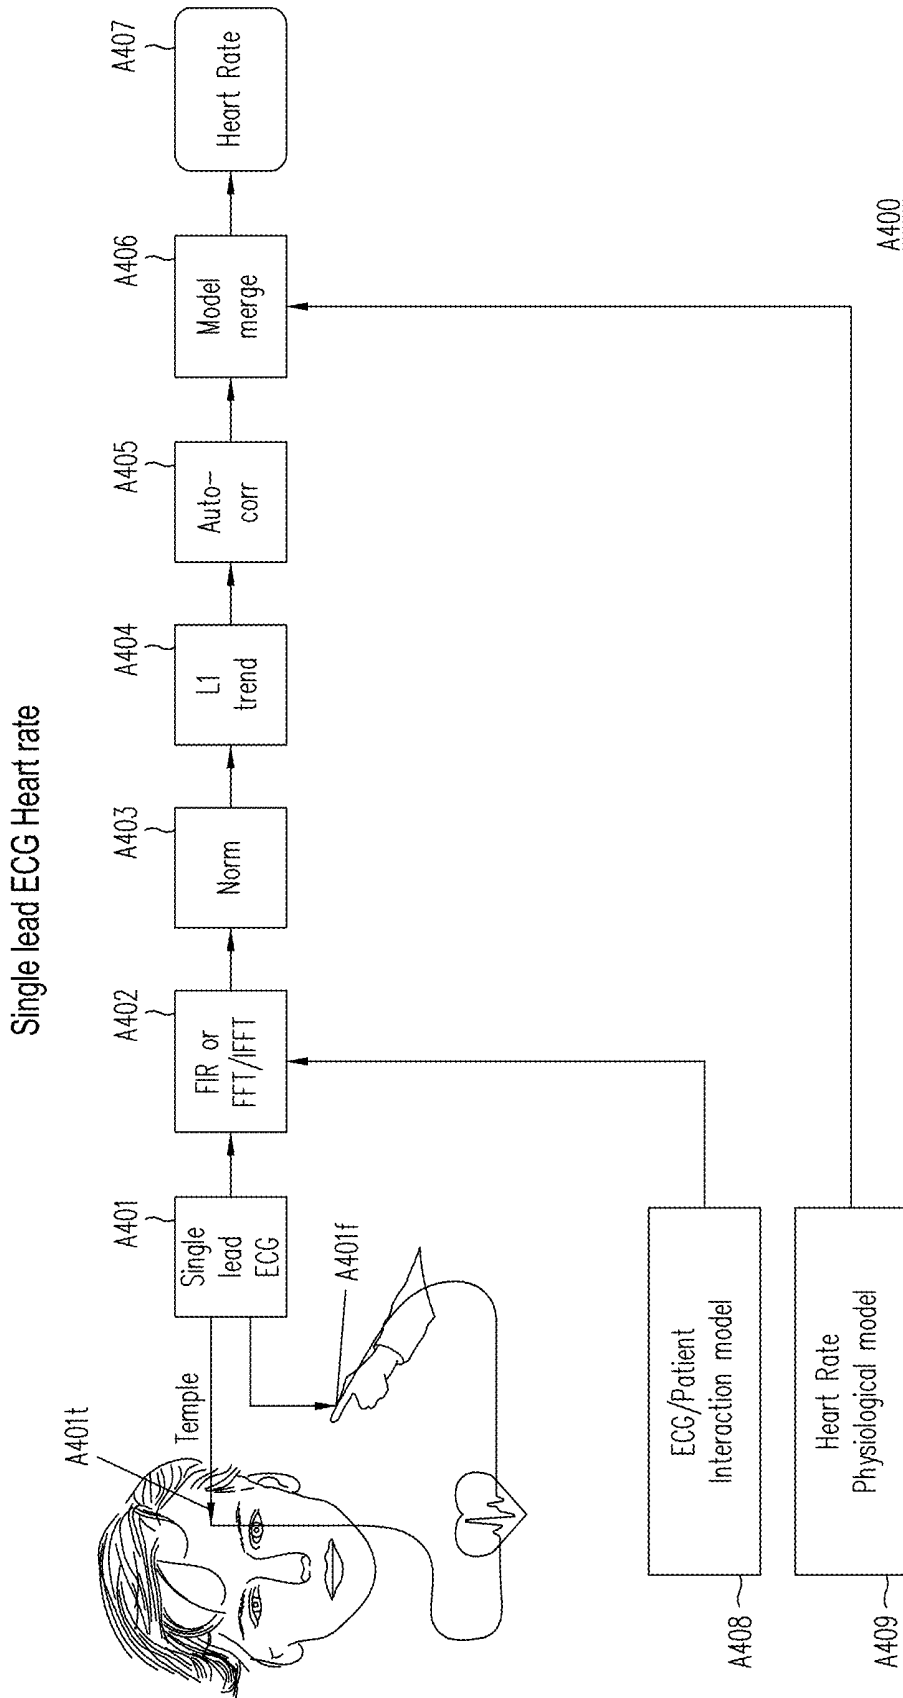 Single lead ECG Heart rate
A401t
Temple
A401f
A401
Single
lead
ECG
A402
FIR or
FFT/IFFT
A403
Norm
A404
L1
trend
A405
Auto-
corr
A406
Model
merge
A407
Heart Rate
A408
ECG/Patient
Interaction model
A409
Heart Rate
Physiological model
A400